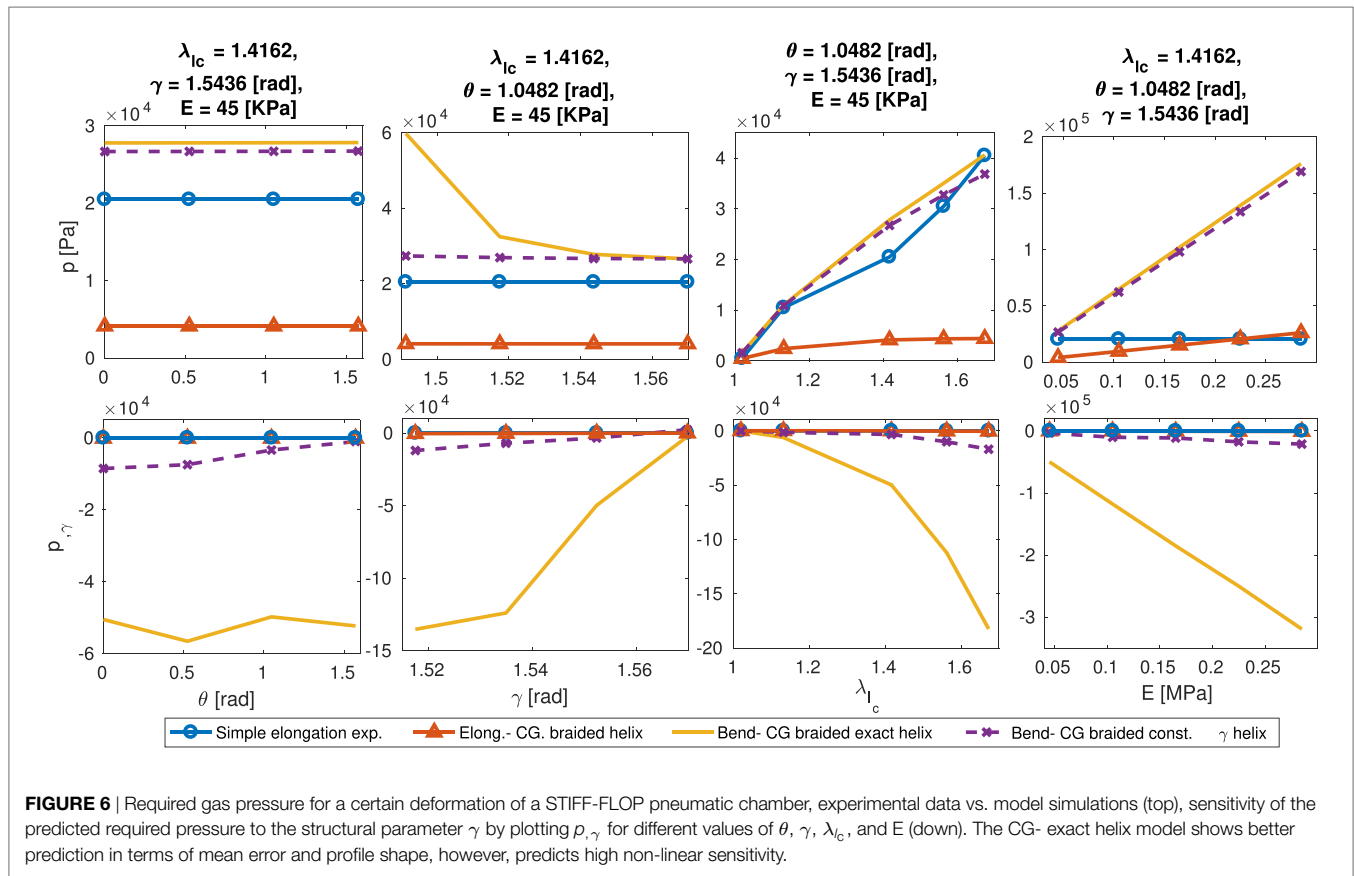 λlc = 1.4162,
γ = 1.5436 [rad],
E = 45 [KPa]
λlc = 1.4162,
θ = 1.0482 [rad],
E = 45 [KPa]
θ = 1.0482 [rad],
γ = 1.5436 [rad],
E = 45 [KPa]
λlc = 1.4162,
θ = 1.0482 [rad],
γ = 1.5436 [rad]
× 10^4
3
2
1
0
p [Pa]
0 0.5 1 1.5
× 10^4
6
4
2
0
1.5 1.52 1.54 1.56
× 10^4
4
3
2
1
0
1 1.2 1.4 1.6
× 10^5
2
1.5
1
0.5
0
0.05 0.1 0.15 0.2 0.25
× 10^4
0
-2
-4
-6
p,γ
0 0.5 1 1.5
θ [rad]
× 10^4
0
-5
-10
-15
1.52 1.54 1.56
γ [rad]
× 10^4
0
-5
-10
-15
-20
1 1.2 1.4 1.6
λlc
× 10^5
0
-1
-2
-3
0.05 0.1 0.15 0.2 0.25
E [MPa]
Simple elongation exp. Elong.- CG. braided helix Bend- CG braided exact helix Bend- CG braided const. γ helix
FIGURE 6 | Required gas pressure for a certain deformation of a STIFF-FLOP pneumatic chamber, experimental data vs. model simulations (top), sensitivity of the
predicted required pressure to the structural parameter γ by plotting p,γ for different values of θ, γ, λlc, and E (down). The CG- exact helix model shows better
prediction in terms of mean error and profile shape, however, predicts high non-linear sensitivity.